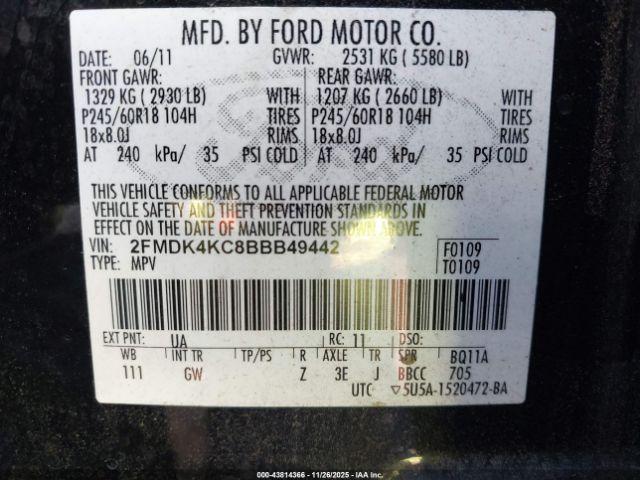 MFD. BY FORD MOTOR CO.
DATE: 06/11 GVWR: 2531 KG ( 5580 LB)
FRONT GAWR: REAR GAWR:
1329 KG ( 2930 LB) WITH 1207 KG ( 2660 LB) WITH
P245/60R18 104H TIRES P245/60R18 104H TIRES
18x8.0J RIMS 18x8.0J RIMS
AT 240 kPa/ 35 PSI COLD AT 240 kPa/ 35 PSI COLD
THIS VEHICLE CONFORMS TO ALL APPLICABLE FEDERAL MOTOR
VEHICLE SAFETY AND THEFT PREVENTION STANDARDS IN
EFFECT ON THE DATE OF MANUFACTURE SHOWN ABOVE.
VIN: 2FMDK4KC8BBB49442 F0109
TYPE: MPV T0109
EXT PNT: UA RC: 11 DSO:
WB INT TR TP/PS R AXLE TR SPR BQ11A
111 GW Z 3E J BBCC 705
UTC ▽5U5A-1520472-BA
000-43814366 11/26/2025 IAA Inc.